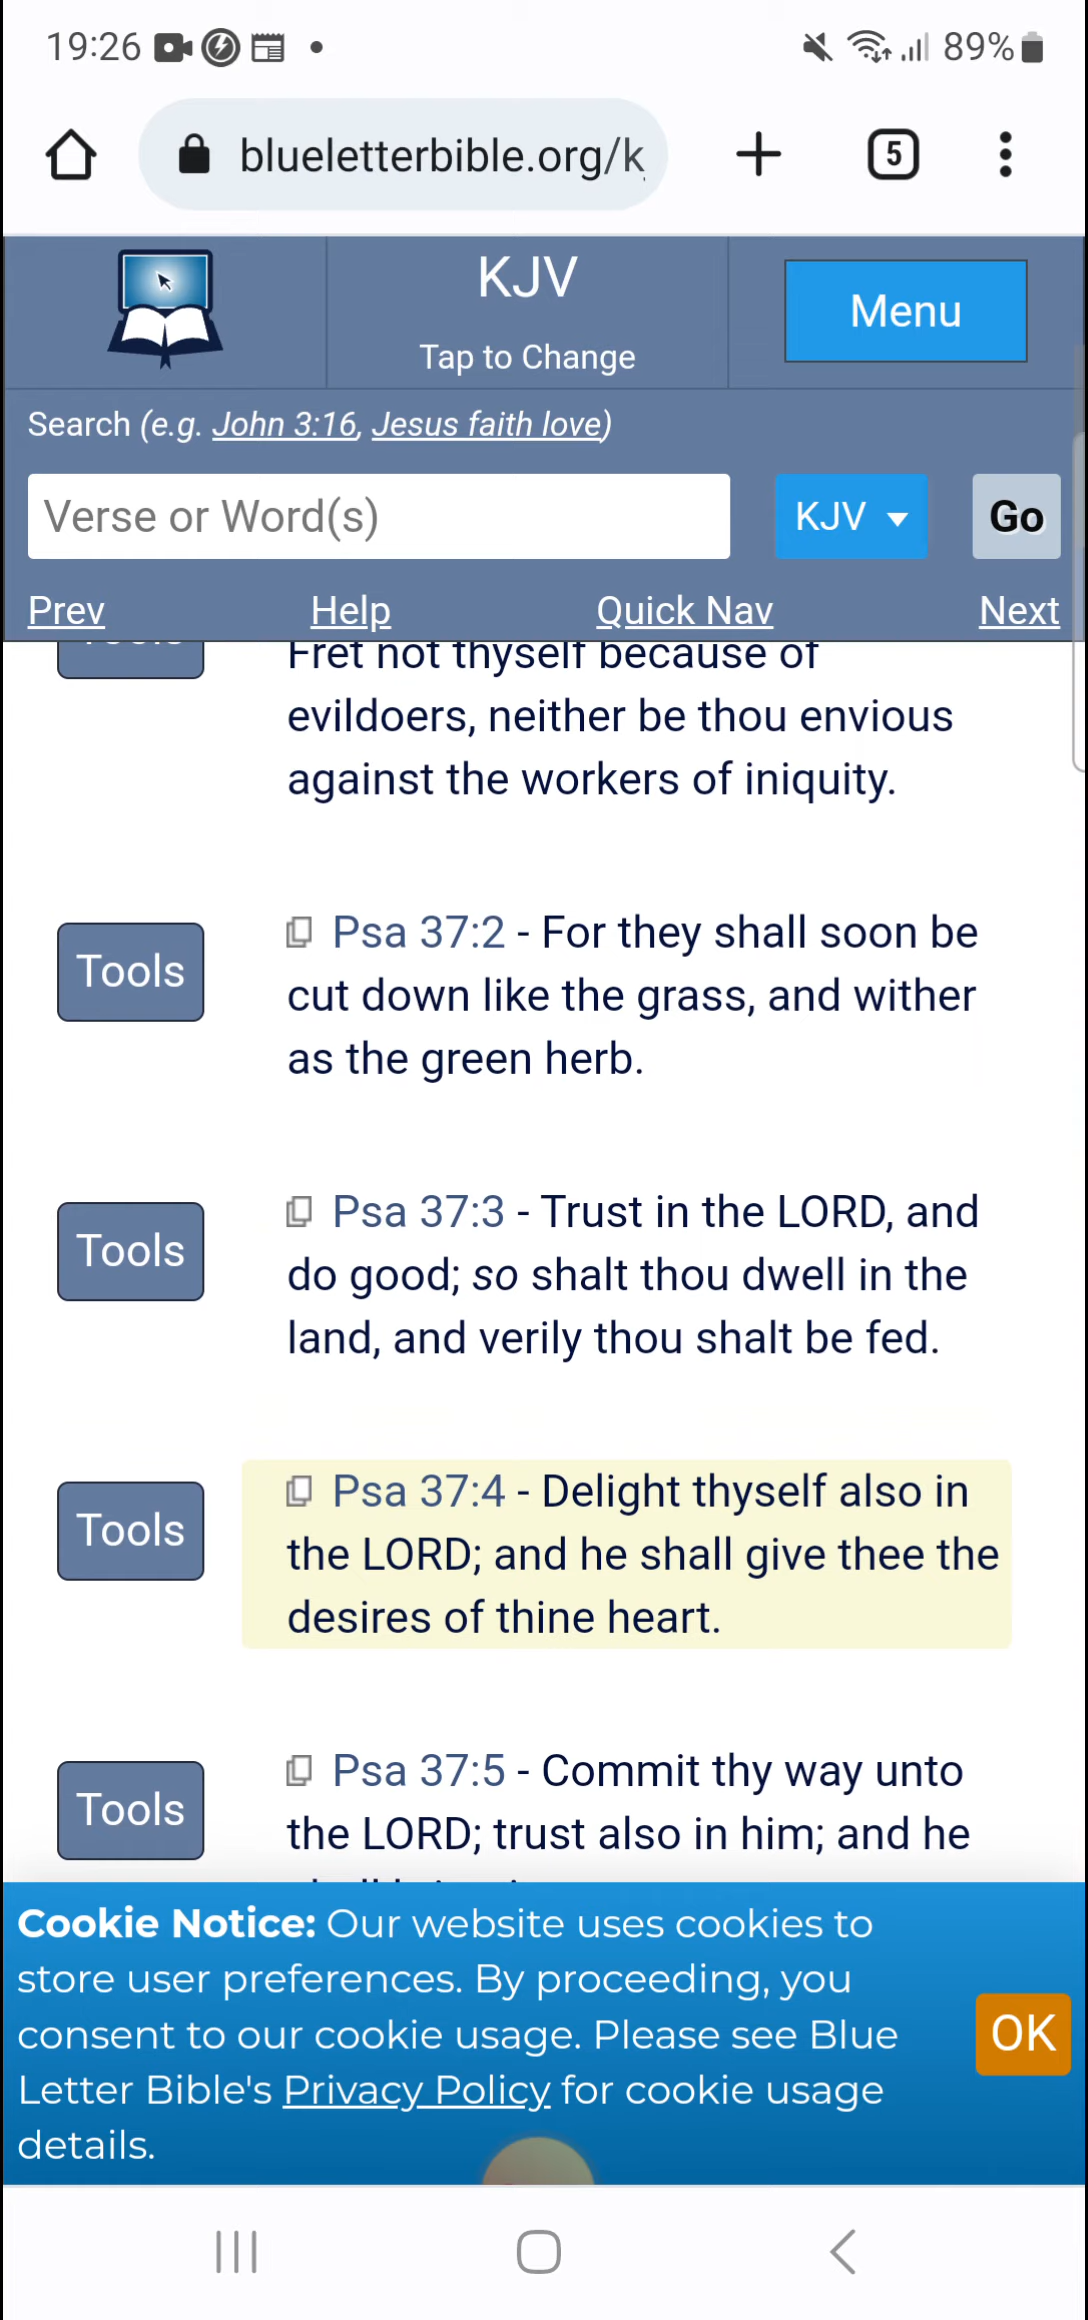 19:26
89%
blueletterbible.org/k
5
KJV
Tap to Change
Menu
Search (e.g. John 3:16, Jesus faith love)
Verse or Word(s)
KJV
Go
Prev Help Quick Nav Next
Fret not thyself because of
evildoers, neither be thou envious
against the workers of iniquity.
Tools
Psa 37:2 - For they shall soon be
cut down like the grass, and wither
as the green herb.
Tools
Psa 37:3 - Trust in the LORD, and
do good; so shalt thou dwell in the
land, and verily thou shalt be fed.
Tools
Psa 37:4 - Delight thyself also in
the LORD; and he shall give thee the
desires of thine heart.
Tools
Psa 37:5 - Commit thy way unto
the LORD; trust also in him; and he
Cookie Notice: Our website uses cookies to
store user preferences. By proceeding, you
consent to our cookie usage. Please see Blue
Letter Bible's Privacy Policy for cookie usage
details.
OK